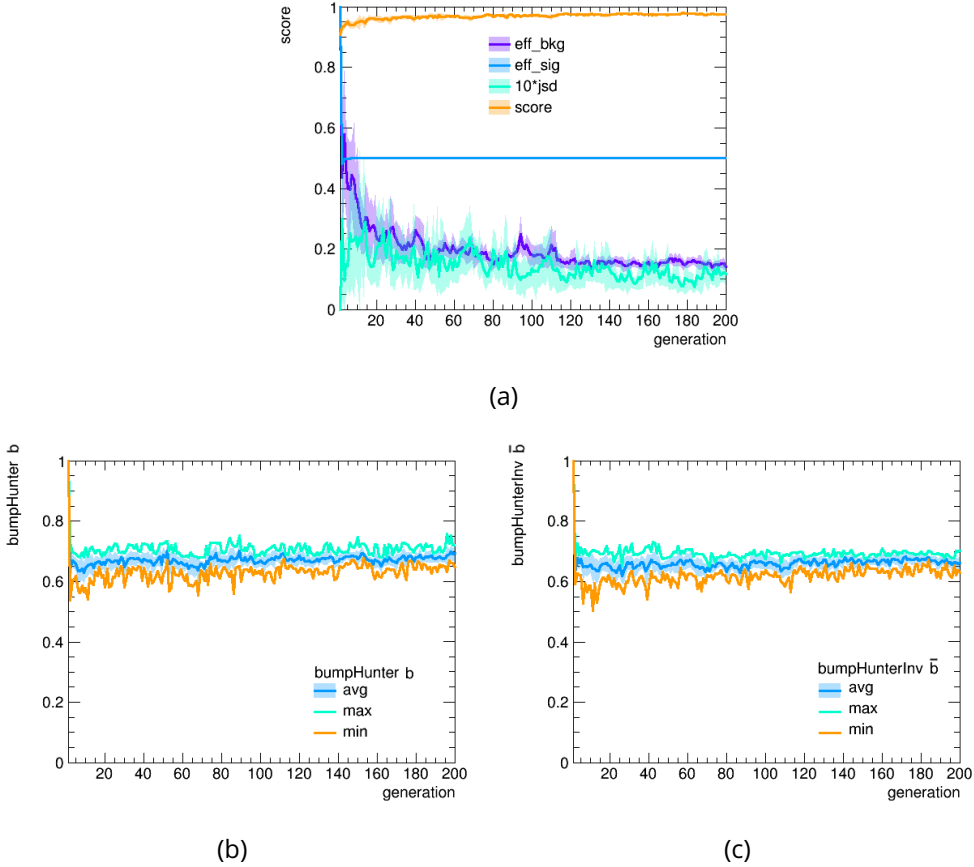 score
1
0.8
0.6
0.4
0.2
0
eff_bkg
eff_sig
10*jsd
score
20 40 60 80 100 120 140 160 180 200
generation
(a)
bumpHunter b
1
0.8
0.6
0.4
0.2
0
bumpHunter b
avg
max
min
20 40 60 80 100 120 140 160 180 200
generation
(b)
bumpHunterInv b̅
1
0.8
0.6
0.4
0.2
0
bumpHunterInv b̅
avg
max
min
20 40 60 80 100 120 140 160 180 200
generation
(c)